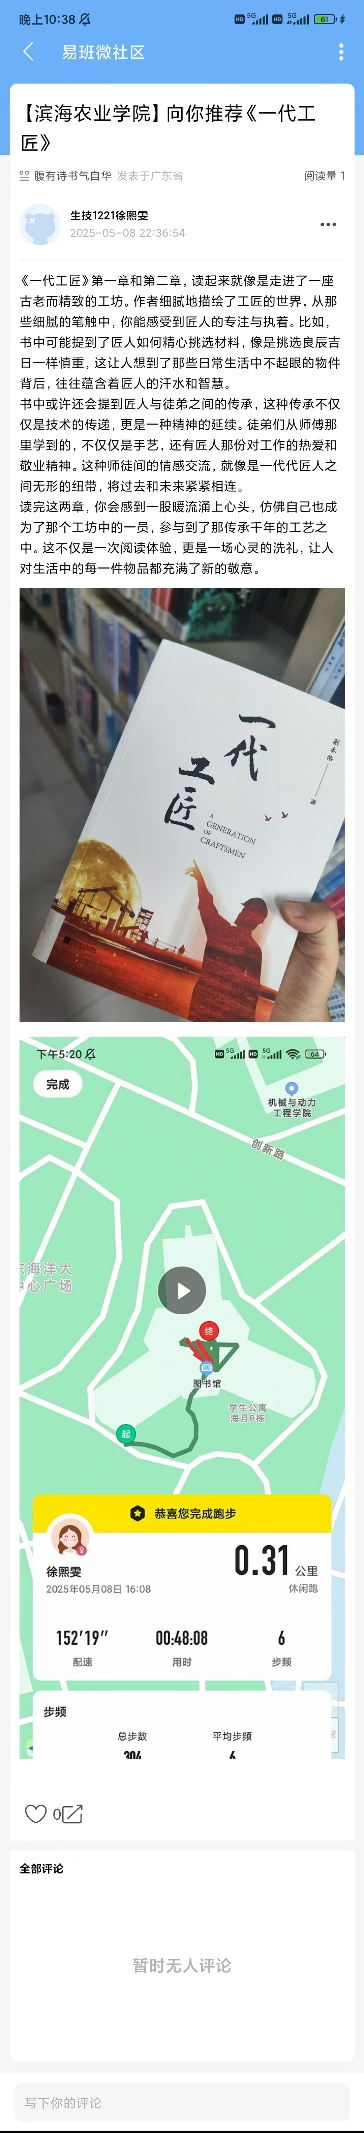 晚上10:38
5G
5G
61
易班微社区
【滨海农业学院】向你推荐《一代工
匠》
腹有诗书气自华 发表于广东省
阅读量 1
生技1221徐熙雯
2025-05-08 22:36:54
《一代工匠》第一章和第二章，读起来就像是走进了一座
古老而精致的工坊。作者细腻地描绘了工匠的世界，从那
些细腻的笔触中，你能感受到匠人的专注与执着。比如，
书中可能提到了匠人如何精心挑选材料，像是挑选良辰吉
日一样慎重，这让人想到了那些日常生活中不起眼的物件
背后，往往蕴含着匠人的汗水和智慧。
书中或许还会提到匠人与徒弟之间的传承，这种传承不仅
仅是技术的传递，更是一种精神的延续。徒弟们从师傅那
里学到的，不仅仅是手艺，还有匠人那份对工作的热爱和
敬业精神。这种师徒间的情感交流，就像是一代代匠人之
间无形的纽带，将过去和未来紧紧相连。
读完这两章，你会感到一股暖流涌上心头，仿佛自己也成
为了那个工坊中的一员，参与到了那传承千年的工艺之
中。这不仅是一次阅读体验，更是一场心灵的洗礼，让人
对生活中的每一件物品都充满了新的敬意。
一代
工匠
A
GENERATION
OF
CRAFTSMEN
著
下午5:20
5G
5G
64
完成
机械与动力
工程学院
创新路
海洋大
心广场
终
图书馆
学生公寓
海月B栋
起
恭喜您完成跑步
徐熙雯
2025年05月08日 16:08
0.31 公里
休闲跑
152'19"
00:48:08
6
配速
用时
步频
步频
总步数
平均步频
304
6
0
全部评论
暂时无人评论
写下你的评论